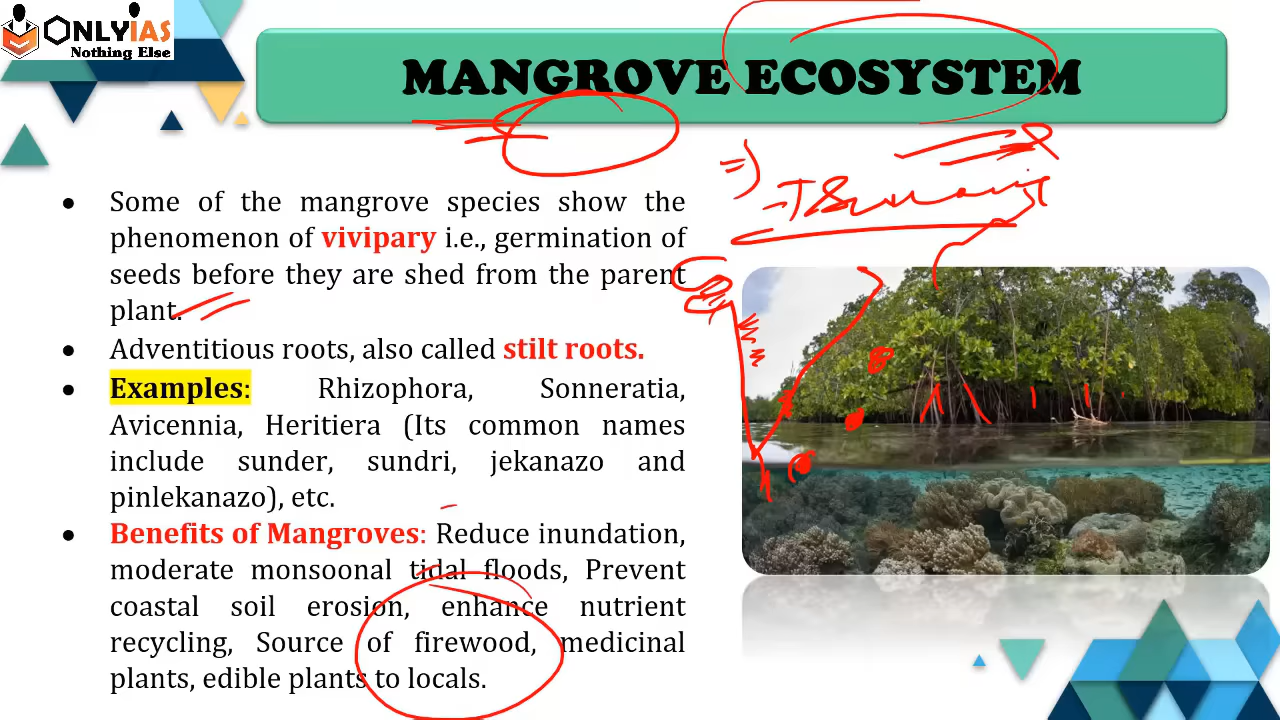 ONLYIAS
Nothing Else
MANGROVE ECOSYSTEM
• Some of the mangrove species show the
phenomenon of vivipary i.e., germination of
seeds before they are shed from the parent
plant.
• Adventitious roots, also called stilt roots.
• Examples: Rhizophora, Sonneratia,
Avicennia, Heritiera (Its common names
include sunder, sundri, jekanazo and
pinlekanazo), etc.
• Benefits of Mangroves: Reduce inundation,
moderate monsoonal tidal floods, Prevent
coastal soil erosion, enhance nutrient
recycling, Source of firewood, medicinal
plants, edible plants to locals.